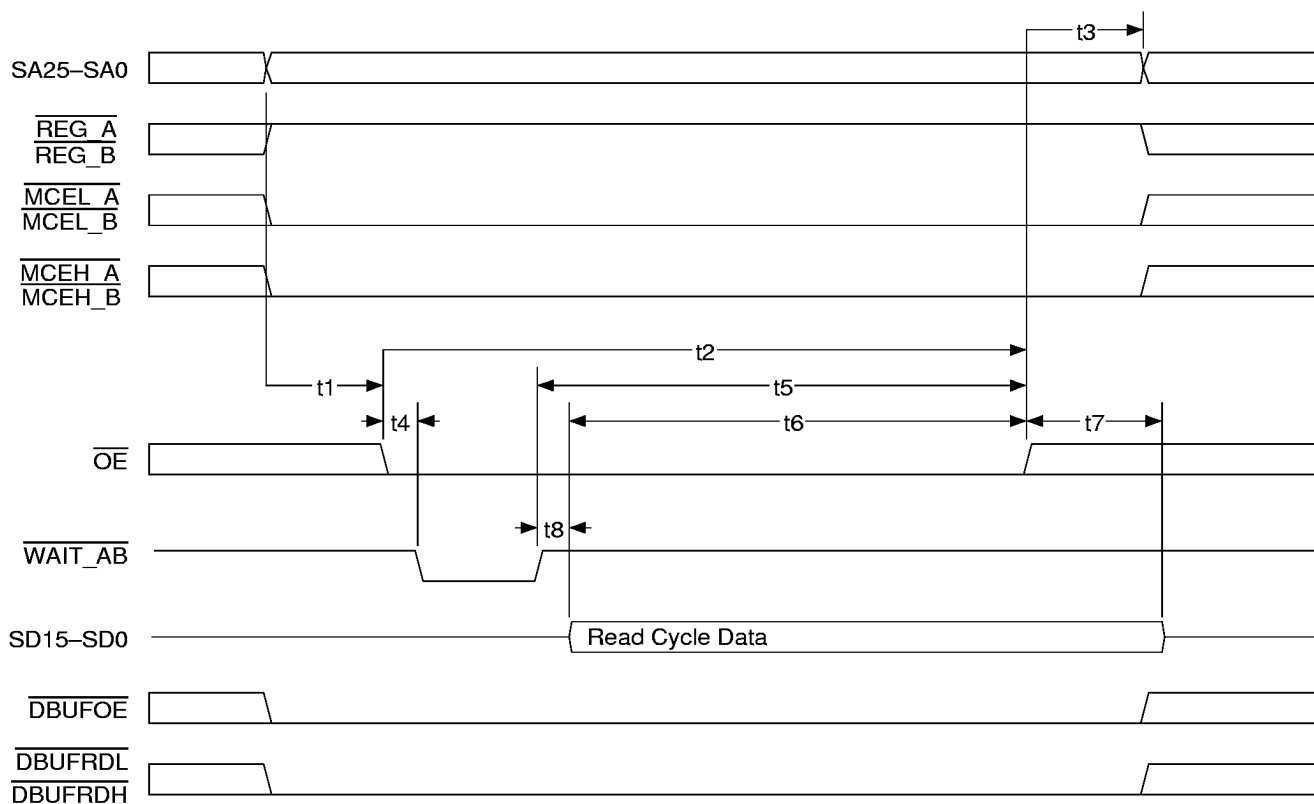 t3
SA25–SA0
REG_A
REG_B
MCEL_A
MCEL_B
MCEH_A
MCEH_B
t2
t1
t5
t4
t6
t7
OE
t8
WAIT_AB
SD15–SD0
Read Cycle Data
DBUFOE
DBUFRDL
DBUFRDH